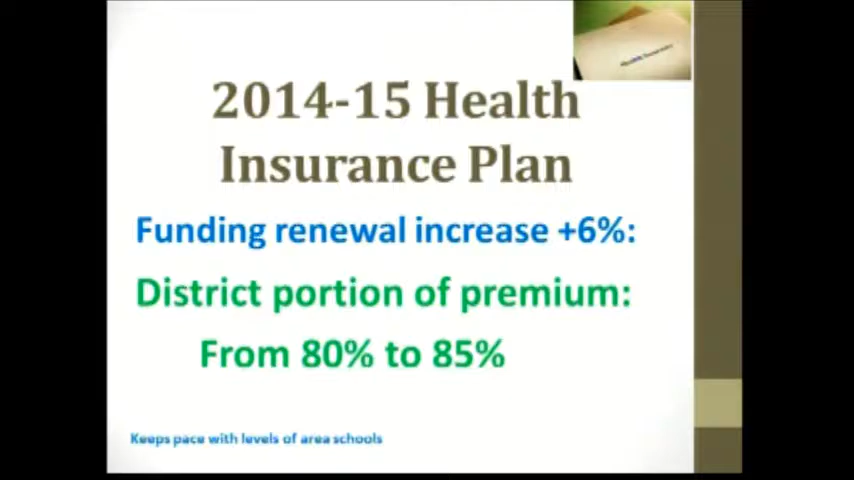 2014-15 Health
Insurance Plan
Funding renewal increase +6%:
District portion of premium:
From 80% to 85%
Keeps pace with levels of area schools